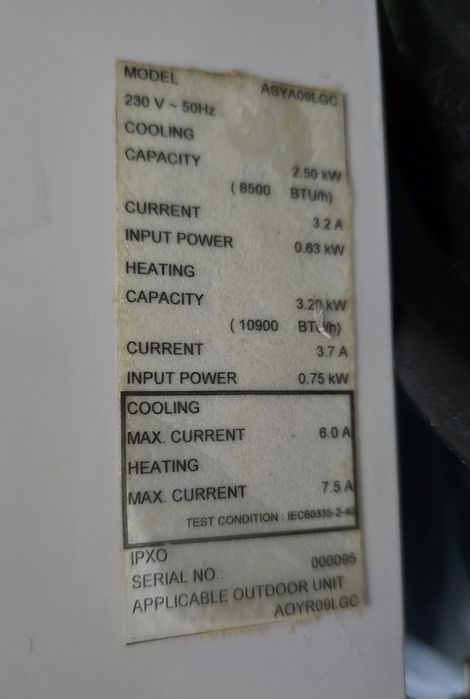 MODEL ASYA09LGC
230 V ~ 50Hz
COOLING
CAPACITY 2.50 kW
( 8500 BTU/h)
CURRENT 3.2 A
INPUT POWER 0.63 kW
HEATING
CAPACITY 3.20 kW
( 10900 BTU/h)
CURRENT 3.7 A
INPUT POWER 0.75 kW
COOLING
MAX. CURRENT 6.0 A
HEATING
MAX. CURRENT 7.5 A
TEST CONDITION : IEC60335-2-40
IPXO
SERIAL NO.: 000095
APPLICABLE OUTDOOR UNIT
AOYR09LGC